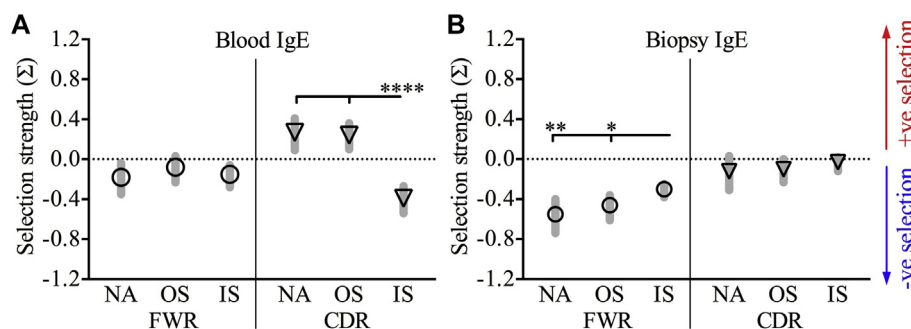 A
Blood IgE
Selection strength (Σ)
1.2
0.8
0.4
0.0
-0.4
-0.8
-1.2
****
NA OS IS NA OS IS
FWR CDR
B
Biopsy IgE
Selection strength (Σ)
1.2
0.8
0.4
0.0
-0.4
-0.8
-1.2
** *
NA OS IS NA OS IS
FWR CDR
+ve selection
-ve selection